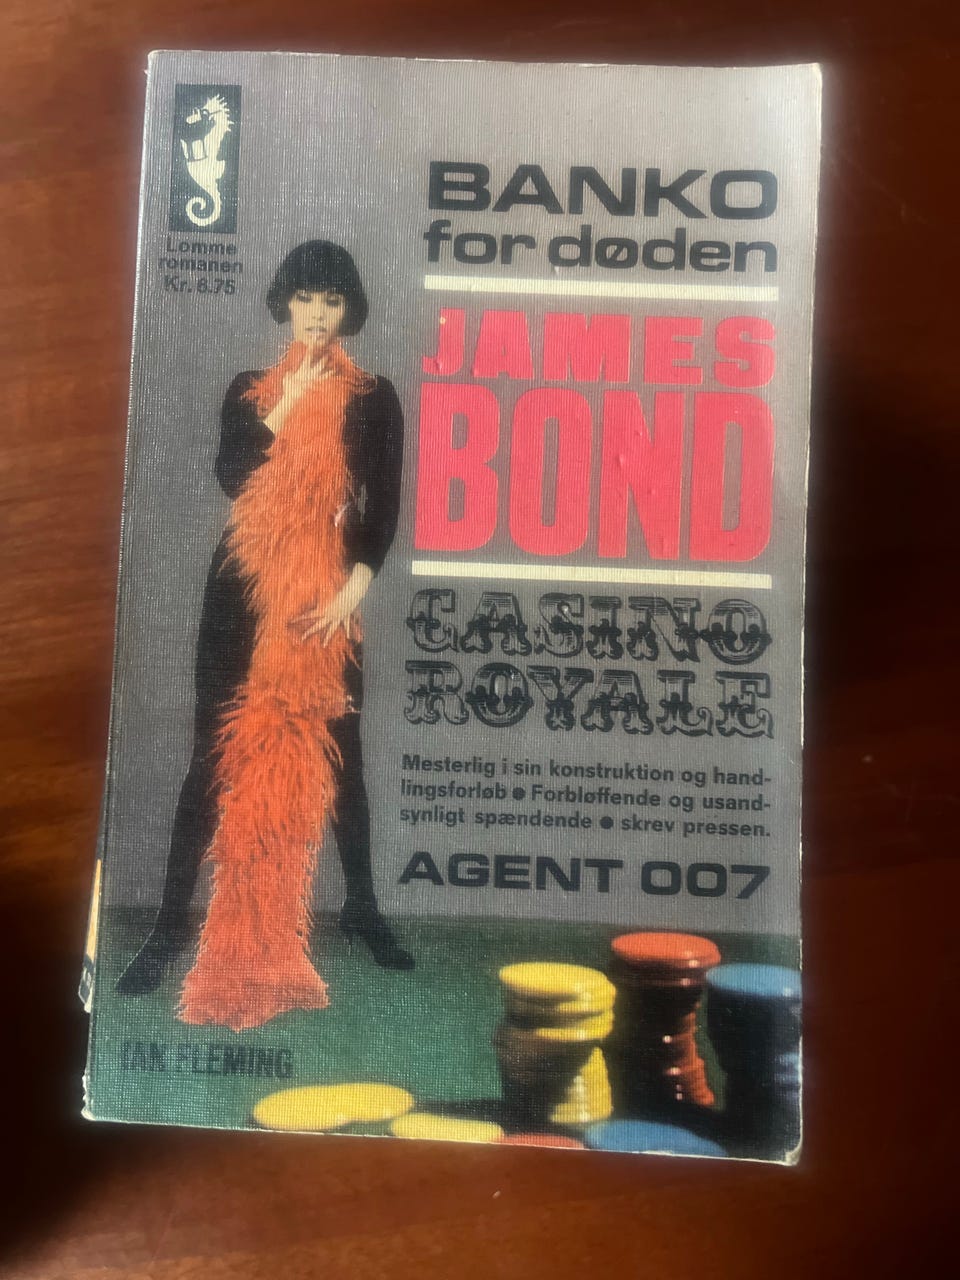 Lomme
romanen
Kr. 6.75
BANKO
for døden
JAMES
BOND
CASINO
ROYALE
Mesterlig i sin konstruktion og hand-
lingsforløb ● Forbløffende og usand-
synligt spændende ● skrev pressen.
AGENT 007
IAN FLEMING